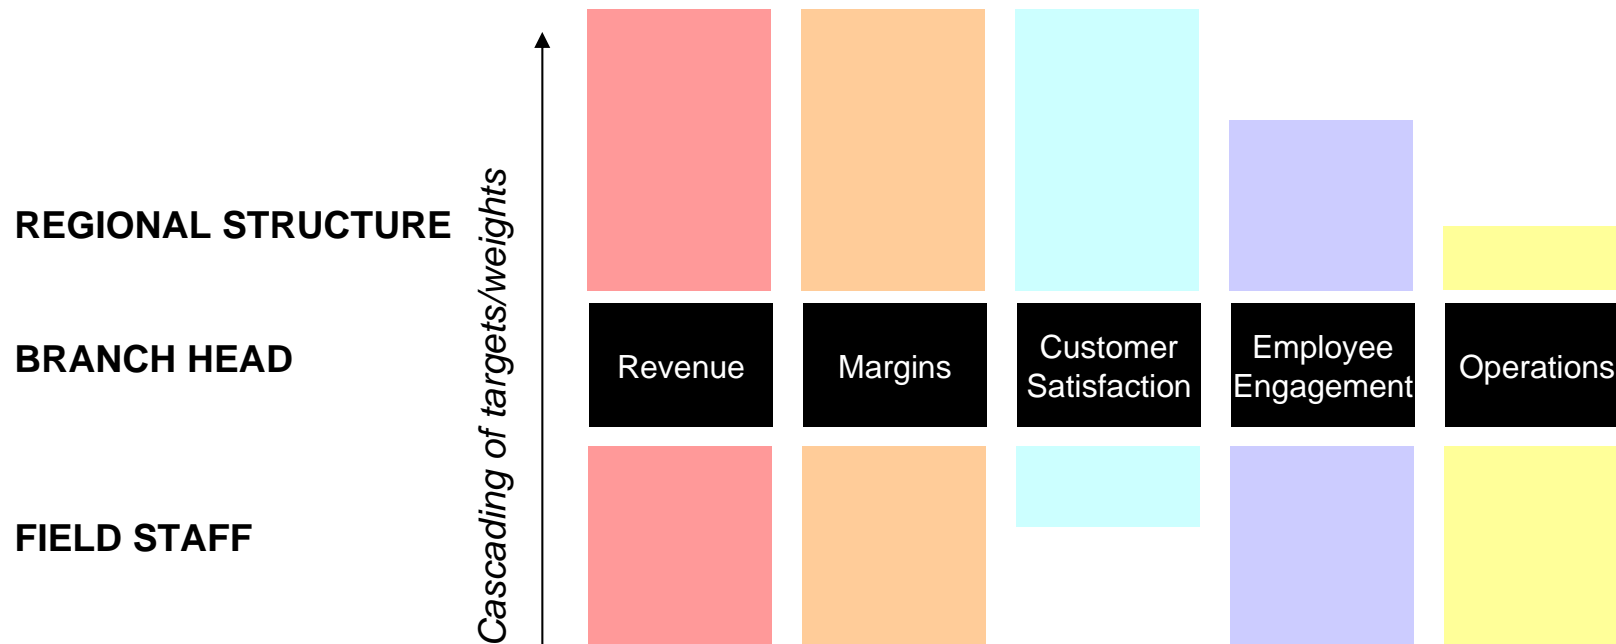 REGIONAL STRUCTURE
BRANCH HEAD
FIELD STAFF
Cascading of targets/weights
Revenue
Margins
Customer
Satisfaction
Employee
Engagement
Operations